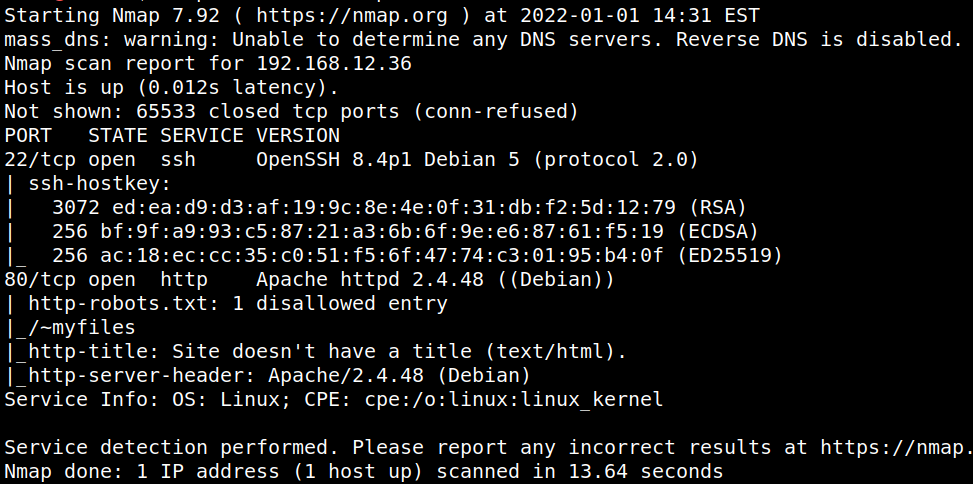 Starting Nmap 7.92 ( https://nmap.org ) at 2022-01-01 14:31 EST
mass_dns: warning: Unable to determine any DNS servers. Reverse DNS is disabled.
Nmap scan report for 192.168.12.36
Host is up (0.012s latency).
Not shown: 65533 closed tcp ports (conn-refused)
PORT   STATE SERVICE VERSION
22/tcp open  ssh     OpenSSH 8.4p1 Debian 5 (protocol 2.0)
| ssh-hostkey:
|   3072 ed:ea:d9:d3:af:19:9c:8e:4e:0f:31:db:f2:5d:12:79 (RSA)
|   256 bf:9f:a9:93:c5:87:21:a3:6b:6f:9e:e6:87:61:f5:19 (ECDSA)
|_  256 ac:18:ec:cc:35:c0:51:f5:6f:47:74:c3:01:95:b4:0f (ED25519)
80/tcp open  http    Apache httpd 2.4.48 ((Debian))
| http-robots.txt: 1 disallowed entry
|_/~myfiles
|_http-title: Site doesn't have a title (text/html).
|_http-server-header: Apache/2.4.48 (Debian)
Service Info: OS: Linux; CPE: cpe:/o:linux:linux_kernel

Service detection performed. Please report any incorrect results at https://nmap.
Nmap done: 1 IP address (1 host up) scanned in 13.64 seconds